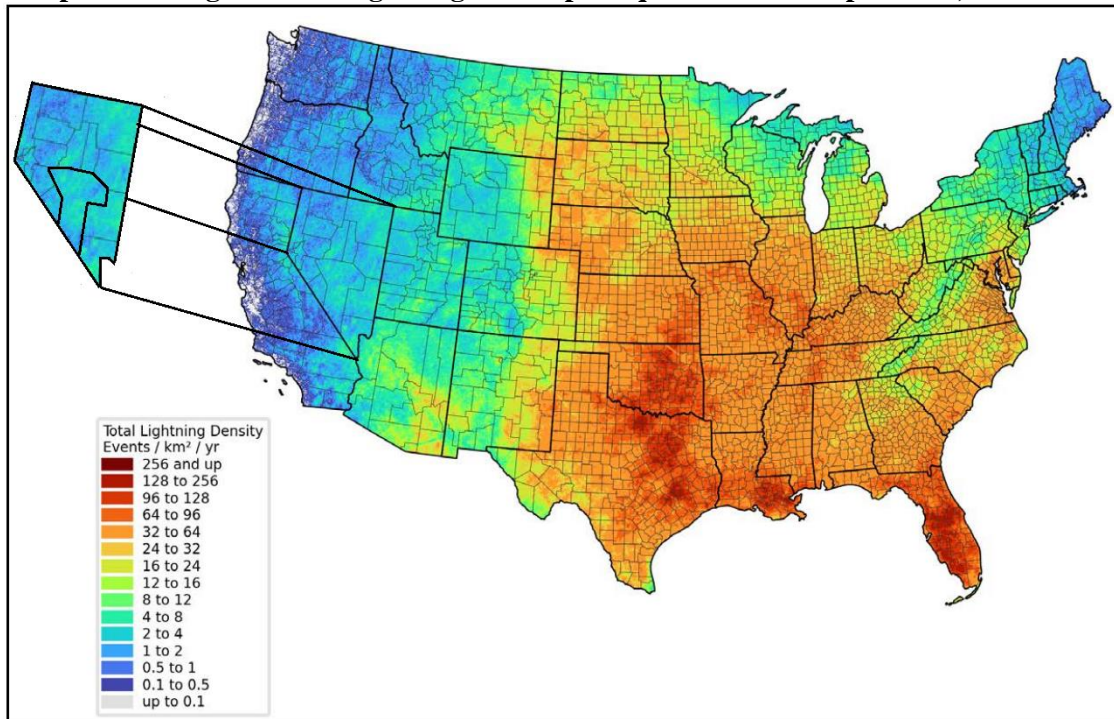 Total Lightning Density
Events / km² / yr
256 and up
128 to 256
96 to 128
64 to 96
32 to 64
24 to 32
16 to 24
12 to 16
8 to 12
4 to 8
2 to 4
1 to 2
0.5 to 1
0.1 to 0.5
up to 0.1